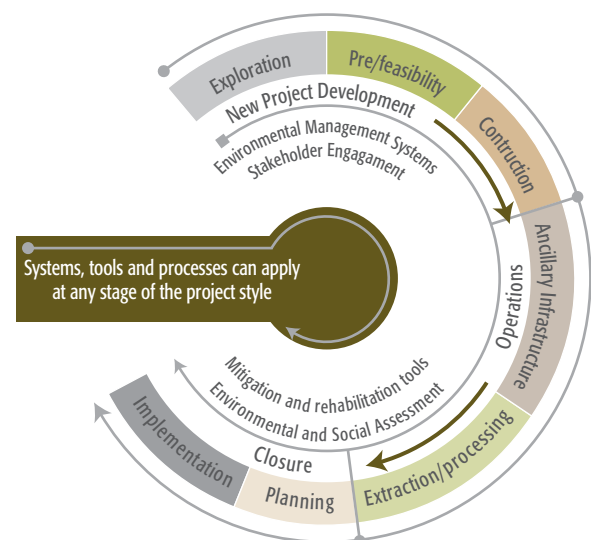 Exploration
Pre/feasibility
Contruction
New Project Development
Environmental Management Systems
Stakeholder Engagament
Ancillary Infrastructure
Operations
Systems, tools and processes can apply
at any stage of the project style
Mitigation and rehabilitation tools
Environmental and Social Assessment
Extraction/processing
Closure
Planning
Implementation